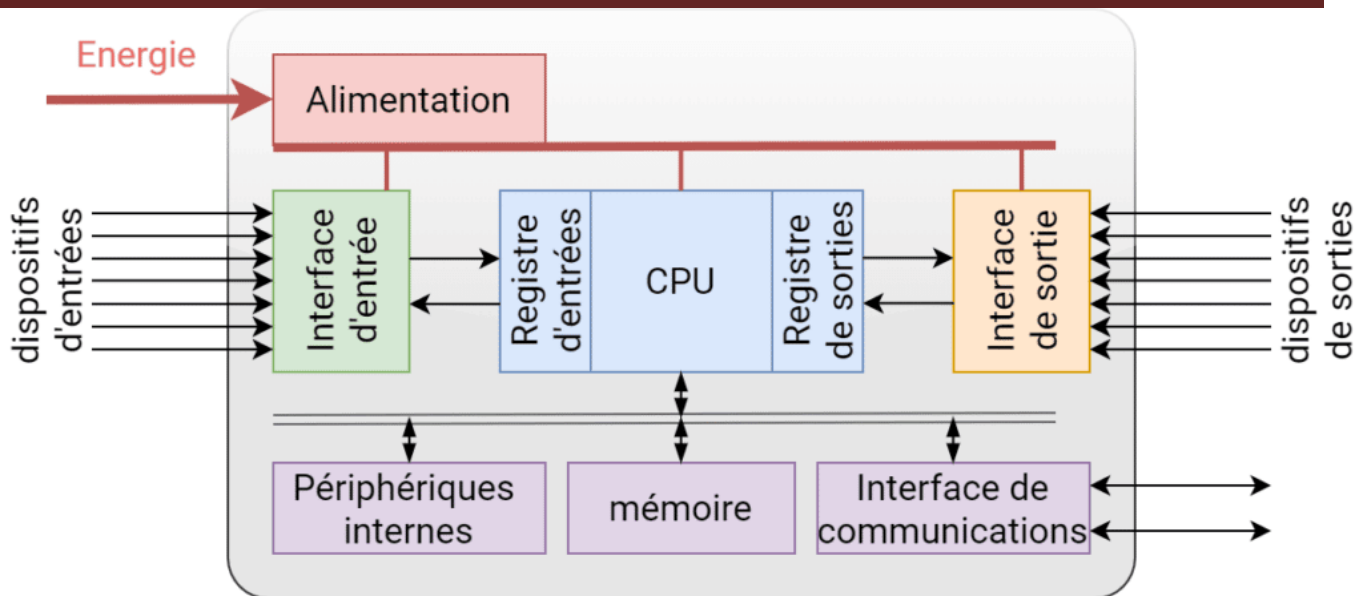 Energie
Alimentation
dispositifs
d'entrées
Interface
d'entrée
Registre
d'entrées
CPU
Registre
de sorties
Interface
de sortie
dispositifs
de sorties
Périphériques
internes
mémoire
Interface de
communications